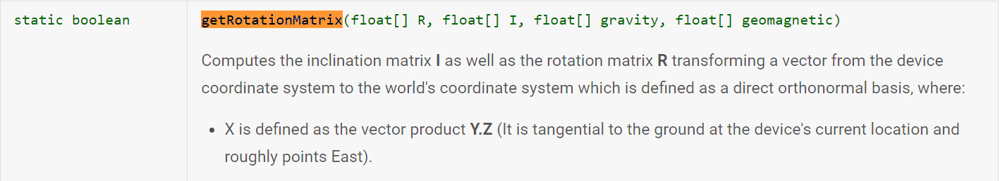 static boolean
getRotationMatrix(float[] R, float[] I, float[] gravity, float[] geomagnetic)
Computes the inclination matrix I as well as the rotation matrix R transforming a vector from the device
coordinate system to the world's coordinate system which is defined as a direct orthonormal basis, where:
• X is defined as the vector product Y.Z (It is tangential to the ground at the device's current location and
roughly points East).